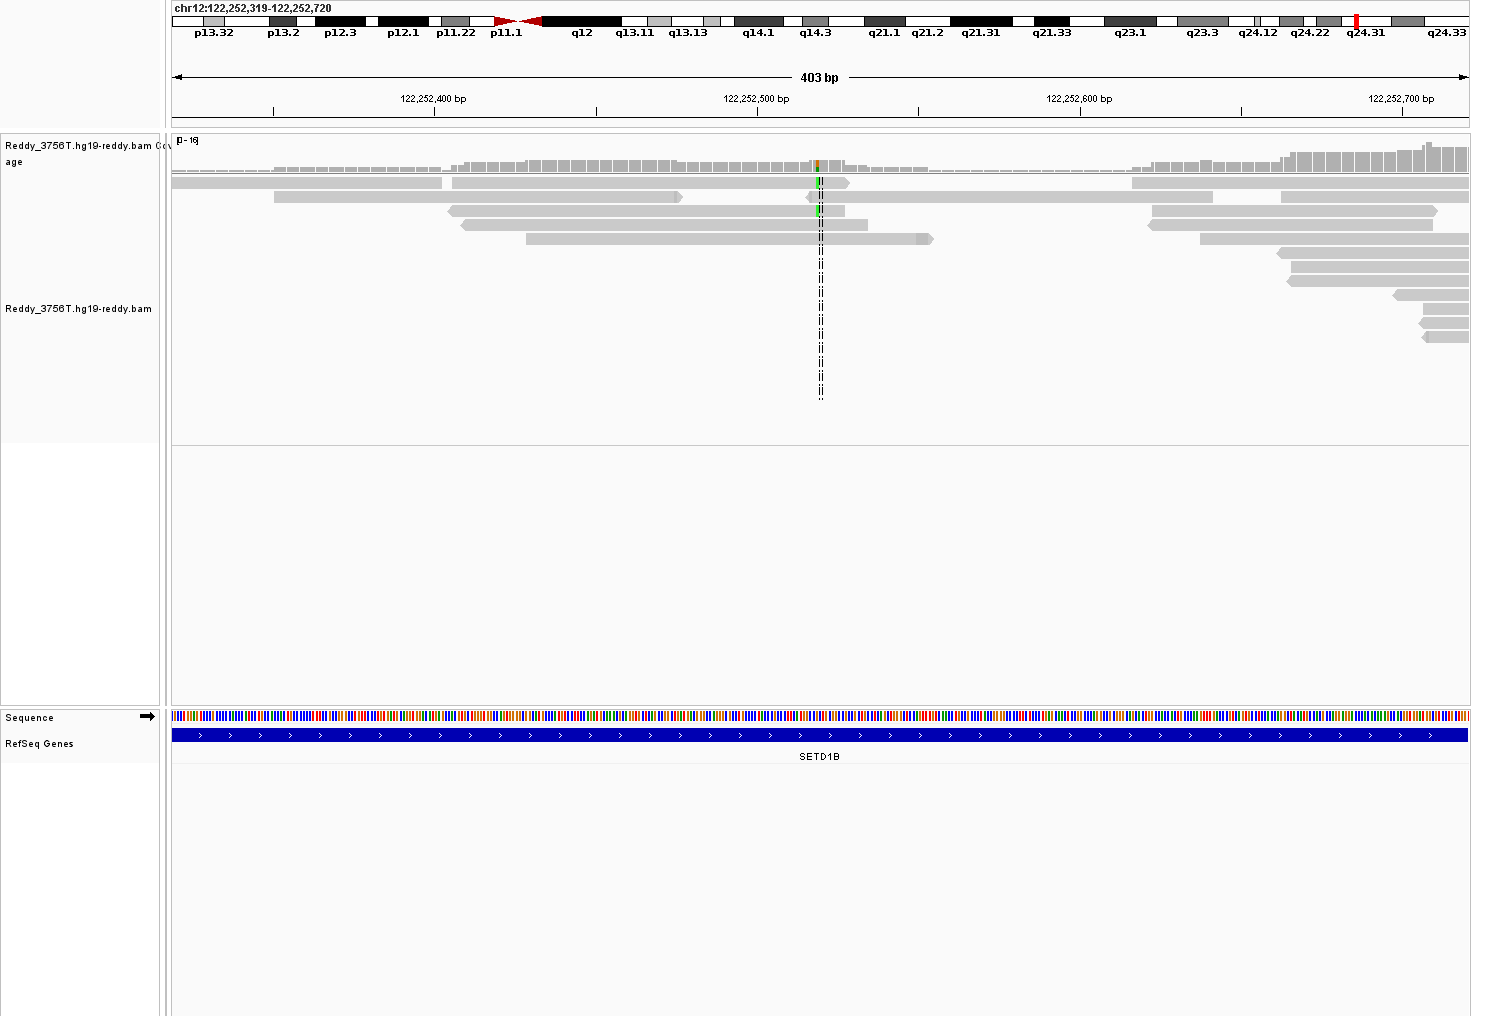 chr12:122,252,319-122,252,720
p13.32 p13.2 p12.3 p12.1 p11.22 p11.1 q12 q13.11 q13.13 q14.1 q14.3 q21.1 q21.2 q21.31 q21.33 q23.1 q23.3 q24.12 q24.22 q24.31 q24.33
403 bp
122,252,400 bp 122,252,500 bp 122,252,600 bp 122,252,700 bp
[0 - 16]
Reddy_3756T.hg19-reddy.bam Cov
age
Reddy_3756T.hg19-reddy.bam
Sequence
RefSeq Genes
SETD1B